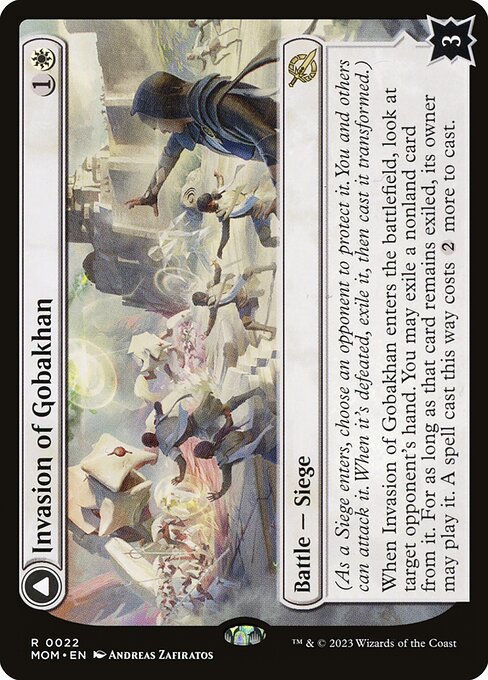 Invasion of Gobakhan
1
Battle — Siege
(As a Siege enters, choose an opponent to protect it. You and others
can attack it. When it's defeated, exile it, then cast it transformed.)
When Invasion of Gobakhan enters the battlefield, look at
target opponent's hand. You may exile a nonland card
from it. For as long as that card remains exiled, its owner
may play it. A spell cast this way costs 2 more to cast.
3
R 0022
MOM • EN ANDREAS ZAFIRATOS
™ & © 2023 Wizards of the Coast